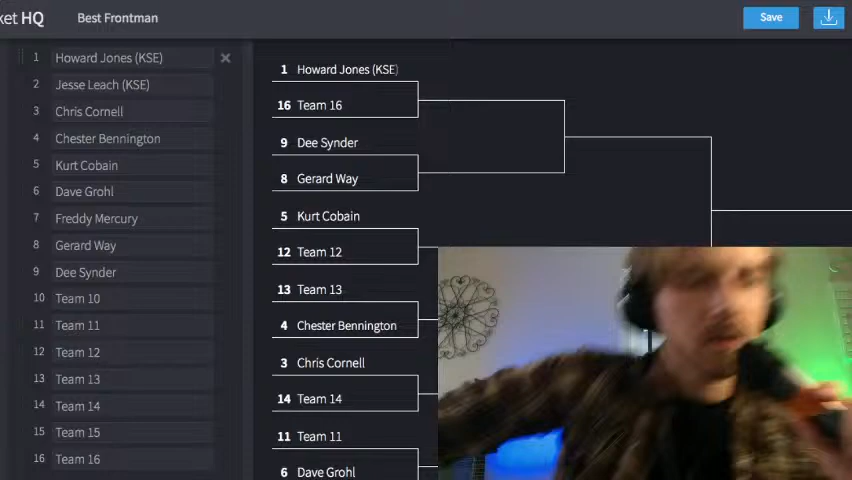 ket HQ
Best Frontman
Save
1 Howard Jones (KSE)
2 Jesse Leach (KSE)
3 Chris Cornell
4 Chester Bennington
5 Kurt Cobain
6 Dave Grohl
7 Freddy Mercury
8 Gerard Way
9 Dee Synder
10 Team 10
11 Team 11
12 Team 12
13 Team 13
14 Team 14
15 Team 15
16 Team 16
1 Howard Jones (KSE)
16 Team 16
9 Dee Synder
8 Gerard Way
5 Kurt Cobain
12 Team 12
13 Team 13
4 Chester Bennington
3 Chris Cornell
14 Team 14
11 Team 11
6 Dave Grohl